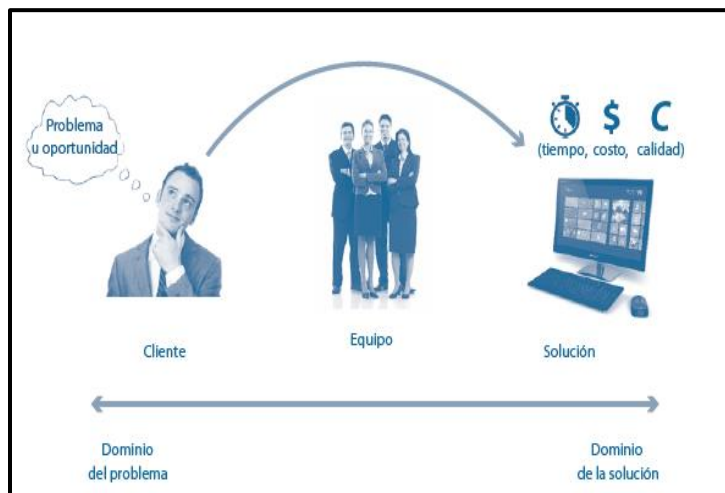 Problema
u oportunidad
$ C
(tiempo, costo, calidad)
Cliente
Equipo
Solución
Dominio
del problema
Dominio
de la solución